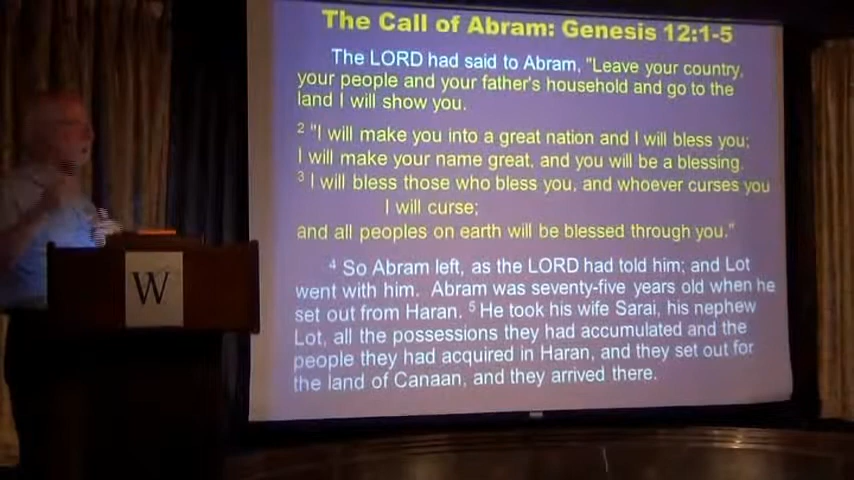 The Call of Abram: Genesis 12:1-5
The LORD had said to Abram, "Leave your country,
your people and your father's household and go to the
land I will show you.
2 "I will make you into a great nation and I will bless you;
I will make your name great, and you will be a blessing.
3 I will bless those who bless you, and whoever curses you
I will curse;
and all peoples on earth will be blessed through you."
4 So Abram left, as the LORD had told him; and Lot
went with him. Abram was seventy-five years old when he
set out from Haran. 5 He took his wife Sarai, his nephew
Lot, all the possessions they had accumulated and the
people they had acquired in Haran, and they set out for
the land of Canaan, and they arrived there.
W